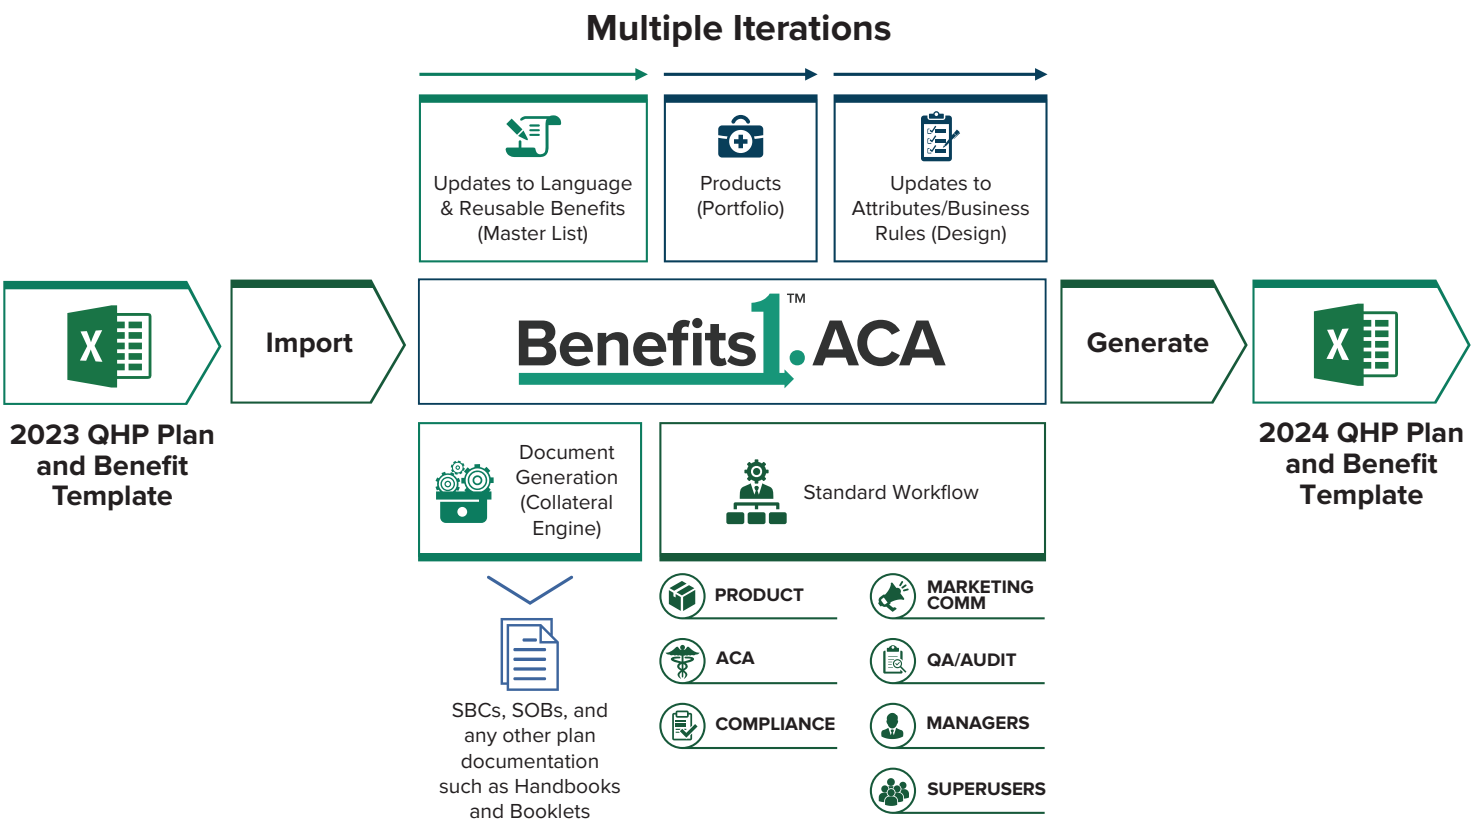 Multiple Iterations
Updates to Language
& Reusable Benefits
(Master List)
Products
(Portfolio)
Updates to
Attributes/Business
Rules (Design)
X
2023 QHP Plan
and Benefit
Template
Import
Benefits1.ACA™
Generate
X
2024 QHP Plan
and Benefit
Template
Document
Generation
(Collateral
Engine)
Standard Workflow
SBCs, SOBs, and
any other plan
documentation
such as Handbooks
and Booklets
PRODUCT
ACA
COMPLIANCE
MARKETING
COMM
QA/AUDIT
MANAGERS
SUPERUSERS